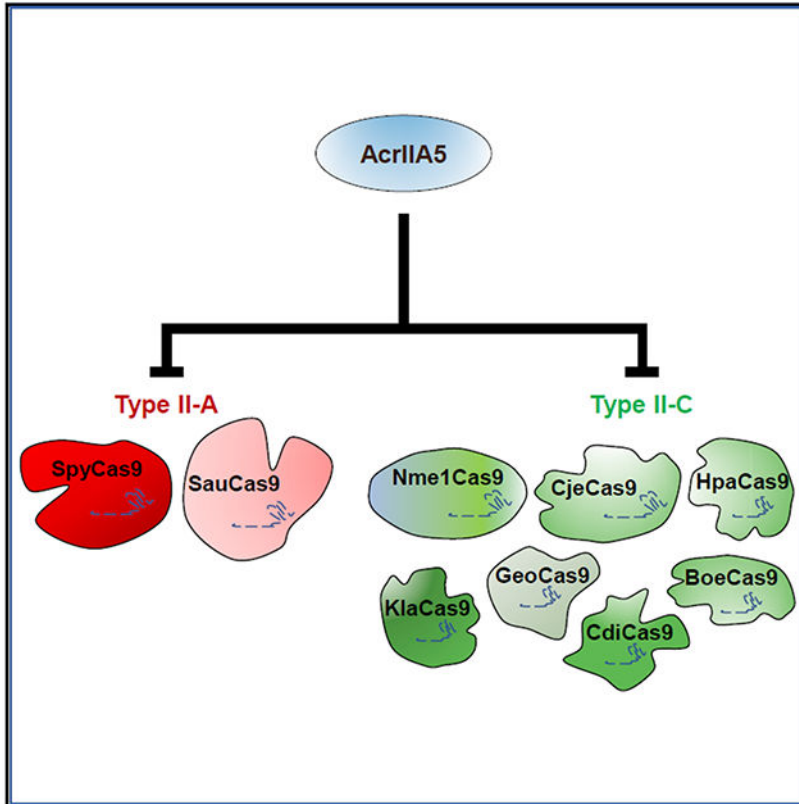 AcrIIA5
Type II-A
Type II-C
SpyCas9
SauCas9
Nme1Cas9
CjeCas9
HpaCas9
KlaCas9
GeoCas9
CdiCas9
BoeCas9